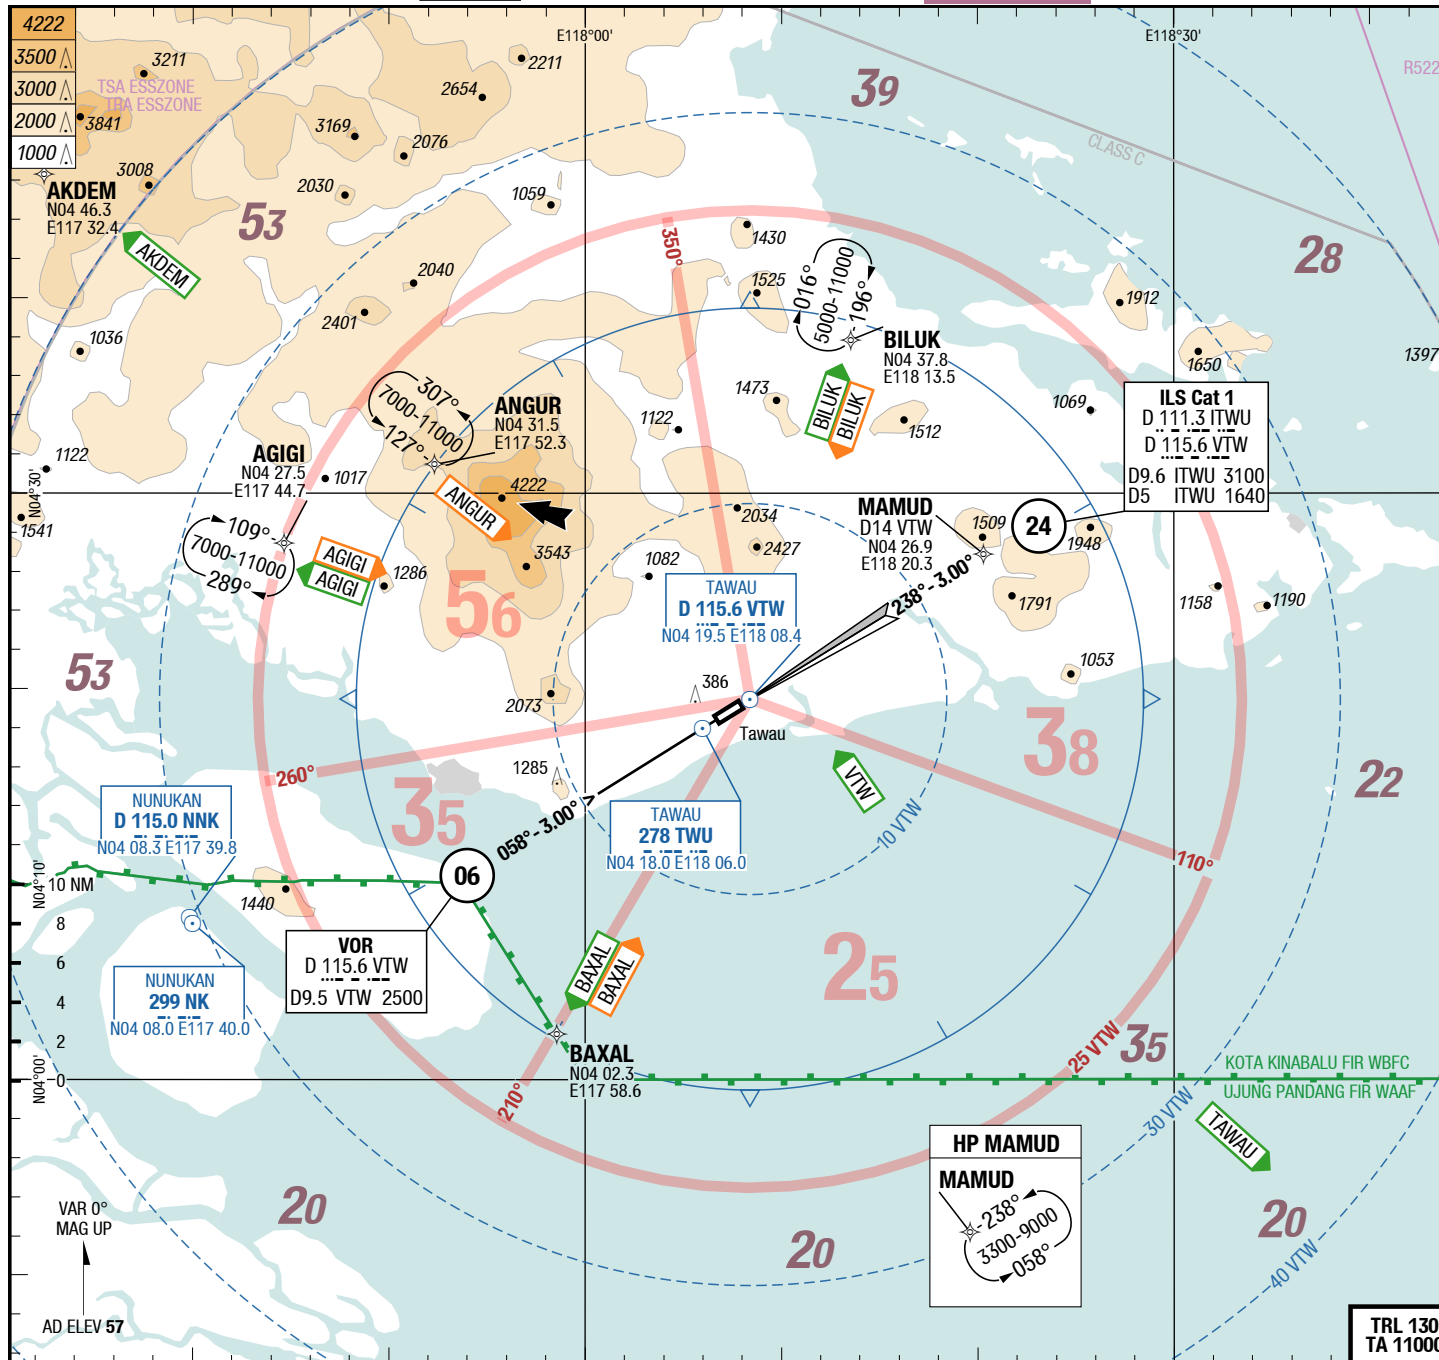 4222
3500
3000
2000
1000
3211
TSA ESSZONE
TRA ESSZONE
3841
3008
AKDEM
N04 46.3
E117 32.4
AKDEM
53
3169
2654
2211
2076
2030
1059
2040
2401
1036
1122
1541
N04°30'
E118°00'
E118°30'
39
CLASS C
R522
28
350°
1430
1525
016°
5000-11000
196°
BILUK
N04 37.8
E118 13.5
BILUK
BILUK
1912
1650
1397
1473
1122
1512
1069
307°
7000-11000
127°
ANGUR
N04 31.5
E117 52.3
ANGUR
4222
3543
AGIGI
N04 27.5
E117 44.7
1017
109°
7000-11000
289°
AGIGI
AGIGI
1286
56
ILS Cat 1
D 111.3 ITWU
D 115.6 VTW
D9.6 ITWU 3100
D5 ITWU 1640
24
MAMUD
D14 VTW
N04 26.9
E118 20.3
1509
1948
1791
1158
1190
1053
2034
2427
1082
TAWAU
D 115.6 VTW
N04 19.5 E118 08.4
238°-3.00°
386
Tawau
2073
1285
53
260°
35
058°-3.00°
06
VTW
38
22
10 VTW
110°
NUNUKAN
D 115.0 NNK
N04 08.3 E117 39.8
TAWAU
278 TWU
N04 18.0 E118 06.0
N04°10'
10 NM
8
6
4
2
0
N04°00'
1440
NUNUKAN
299 NK
N04 08.0 E117 40.0
VOR
D 115.6 VTW
D9.5 VTW 2500
BAXAL
BAXAL
BAXAL
N04 02.3
E117 58.6
210°
25
25 VTW
35
KOTA KINABALU FIR WBFC
UJUNG PANDANG FIR WAAF
30 VTW
TAWAU
HP MAMUD
MAMUD
238°
3300-9000
058°
20
20
20
40 VTW
VAR 0°
MAG UP
AD ELEV 57
TRL 130
TA 11000